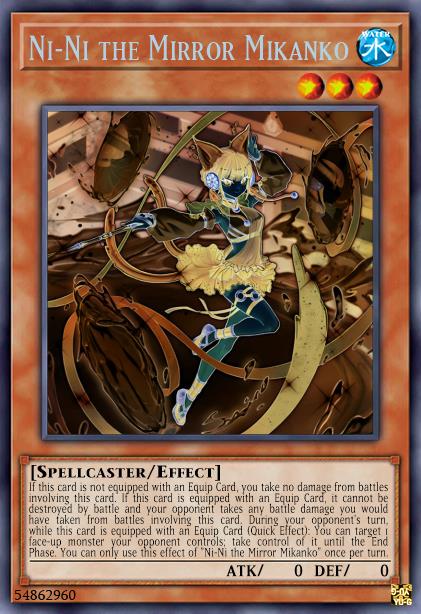 Ni-Ni the Mirror Mikanko
WATER
水
[Spellcaster/Effect]
If this card is not equipped with an Equip Card, you take no damage from battles
involving this card. If this card is equipped with an Equip Card, it cannot be
destroyed by battle and your opponent takes any battle damage you would
have taken from battles involving this card. During your opponent's turn,
while this card is equipped with an Equip Card (Quick Effect): You can target 1
face-up monster your opponent controls; take control of it until the End
Phase. You can only use this effect of "Ni-Ni the Mirror Mikanko" once per turn.
ATK/ 0 DEF/ 0
54862960